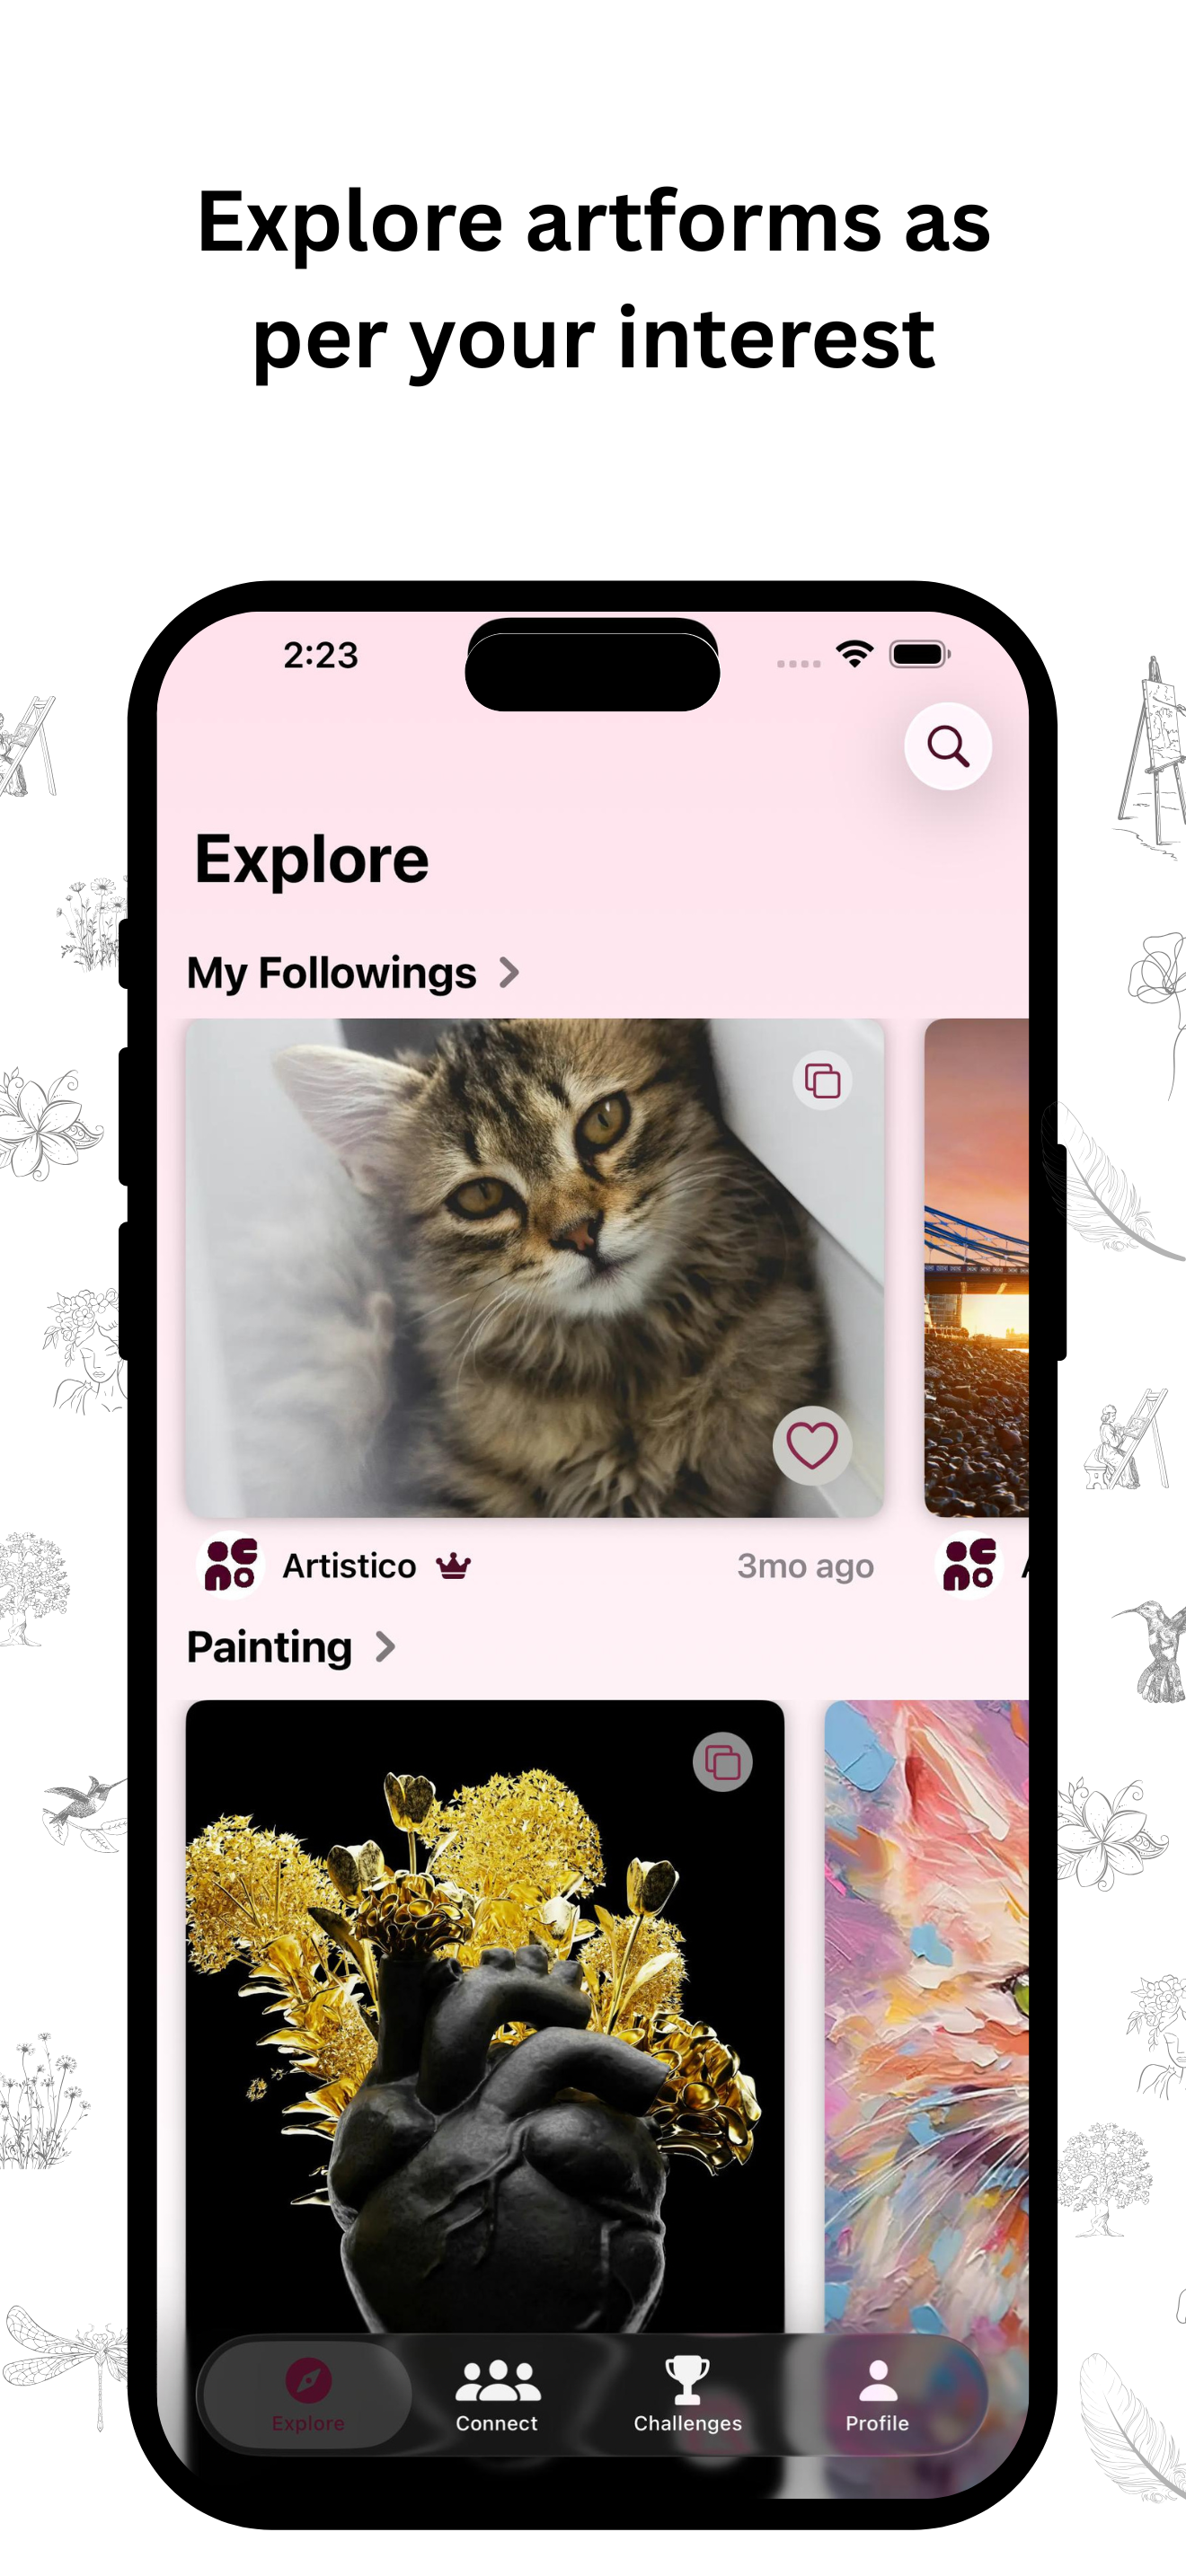 Explore artforms as
per your interest
2:23
Explore
My Followings
Artistico
3mo ago
Painting
Explore
Connect
Challenges
Profile